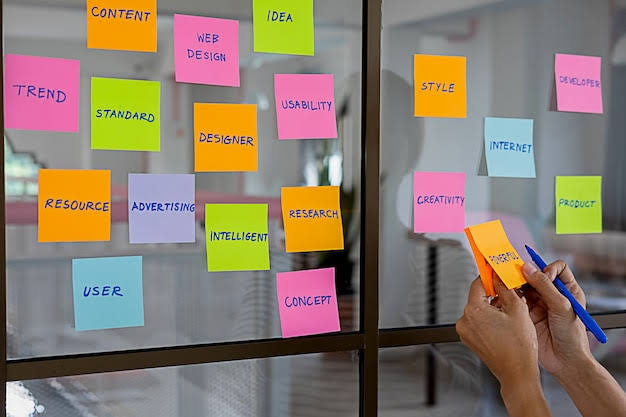 CONTENT
IDEA
WEB
DESIGN
TREND
STANDARD
USABILITY
DESIGNER
RESOURCE
ADVERTISING
INTELLIGENT
RESEARCH
USER
CONCEPT
STYLE
DEVELOPER
INTERNET
CREATIVITY
PRODUCT
POWERFUL